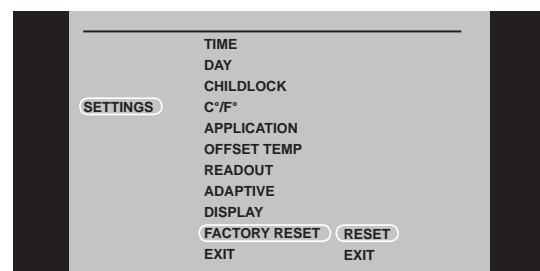 TIME
DAY
CHILDLOCK
SETTINGS C°/F°
APPLICATION
OFFSET TEMP
READOUT
ADAPTIVE
DISPLAY
FACTORY RESET RESET
EXIT EXIT